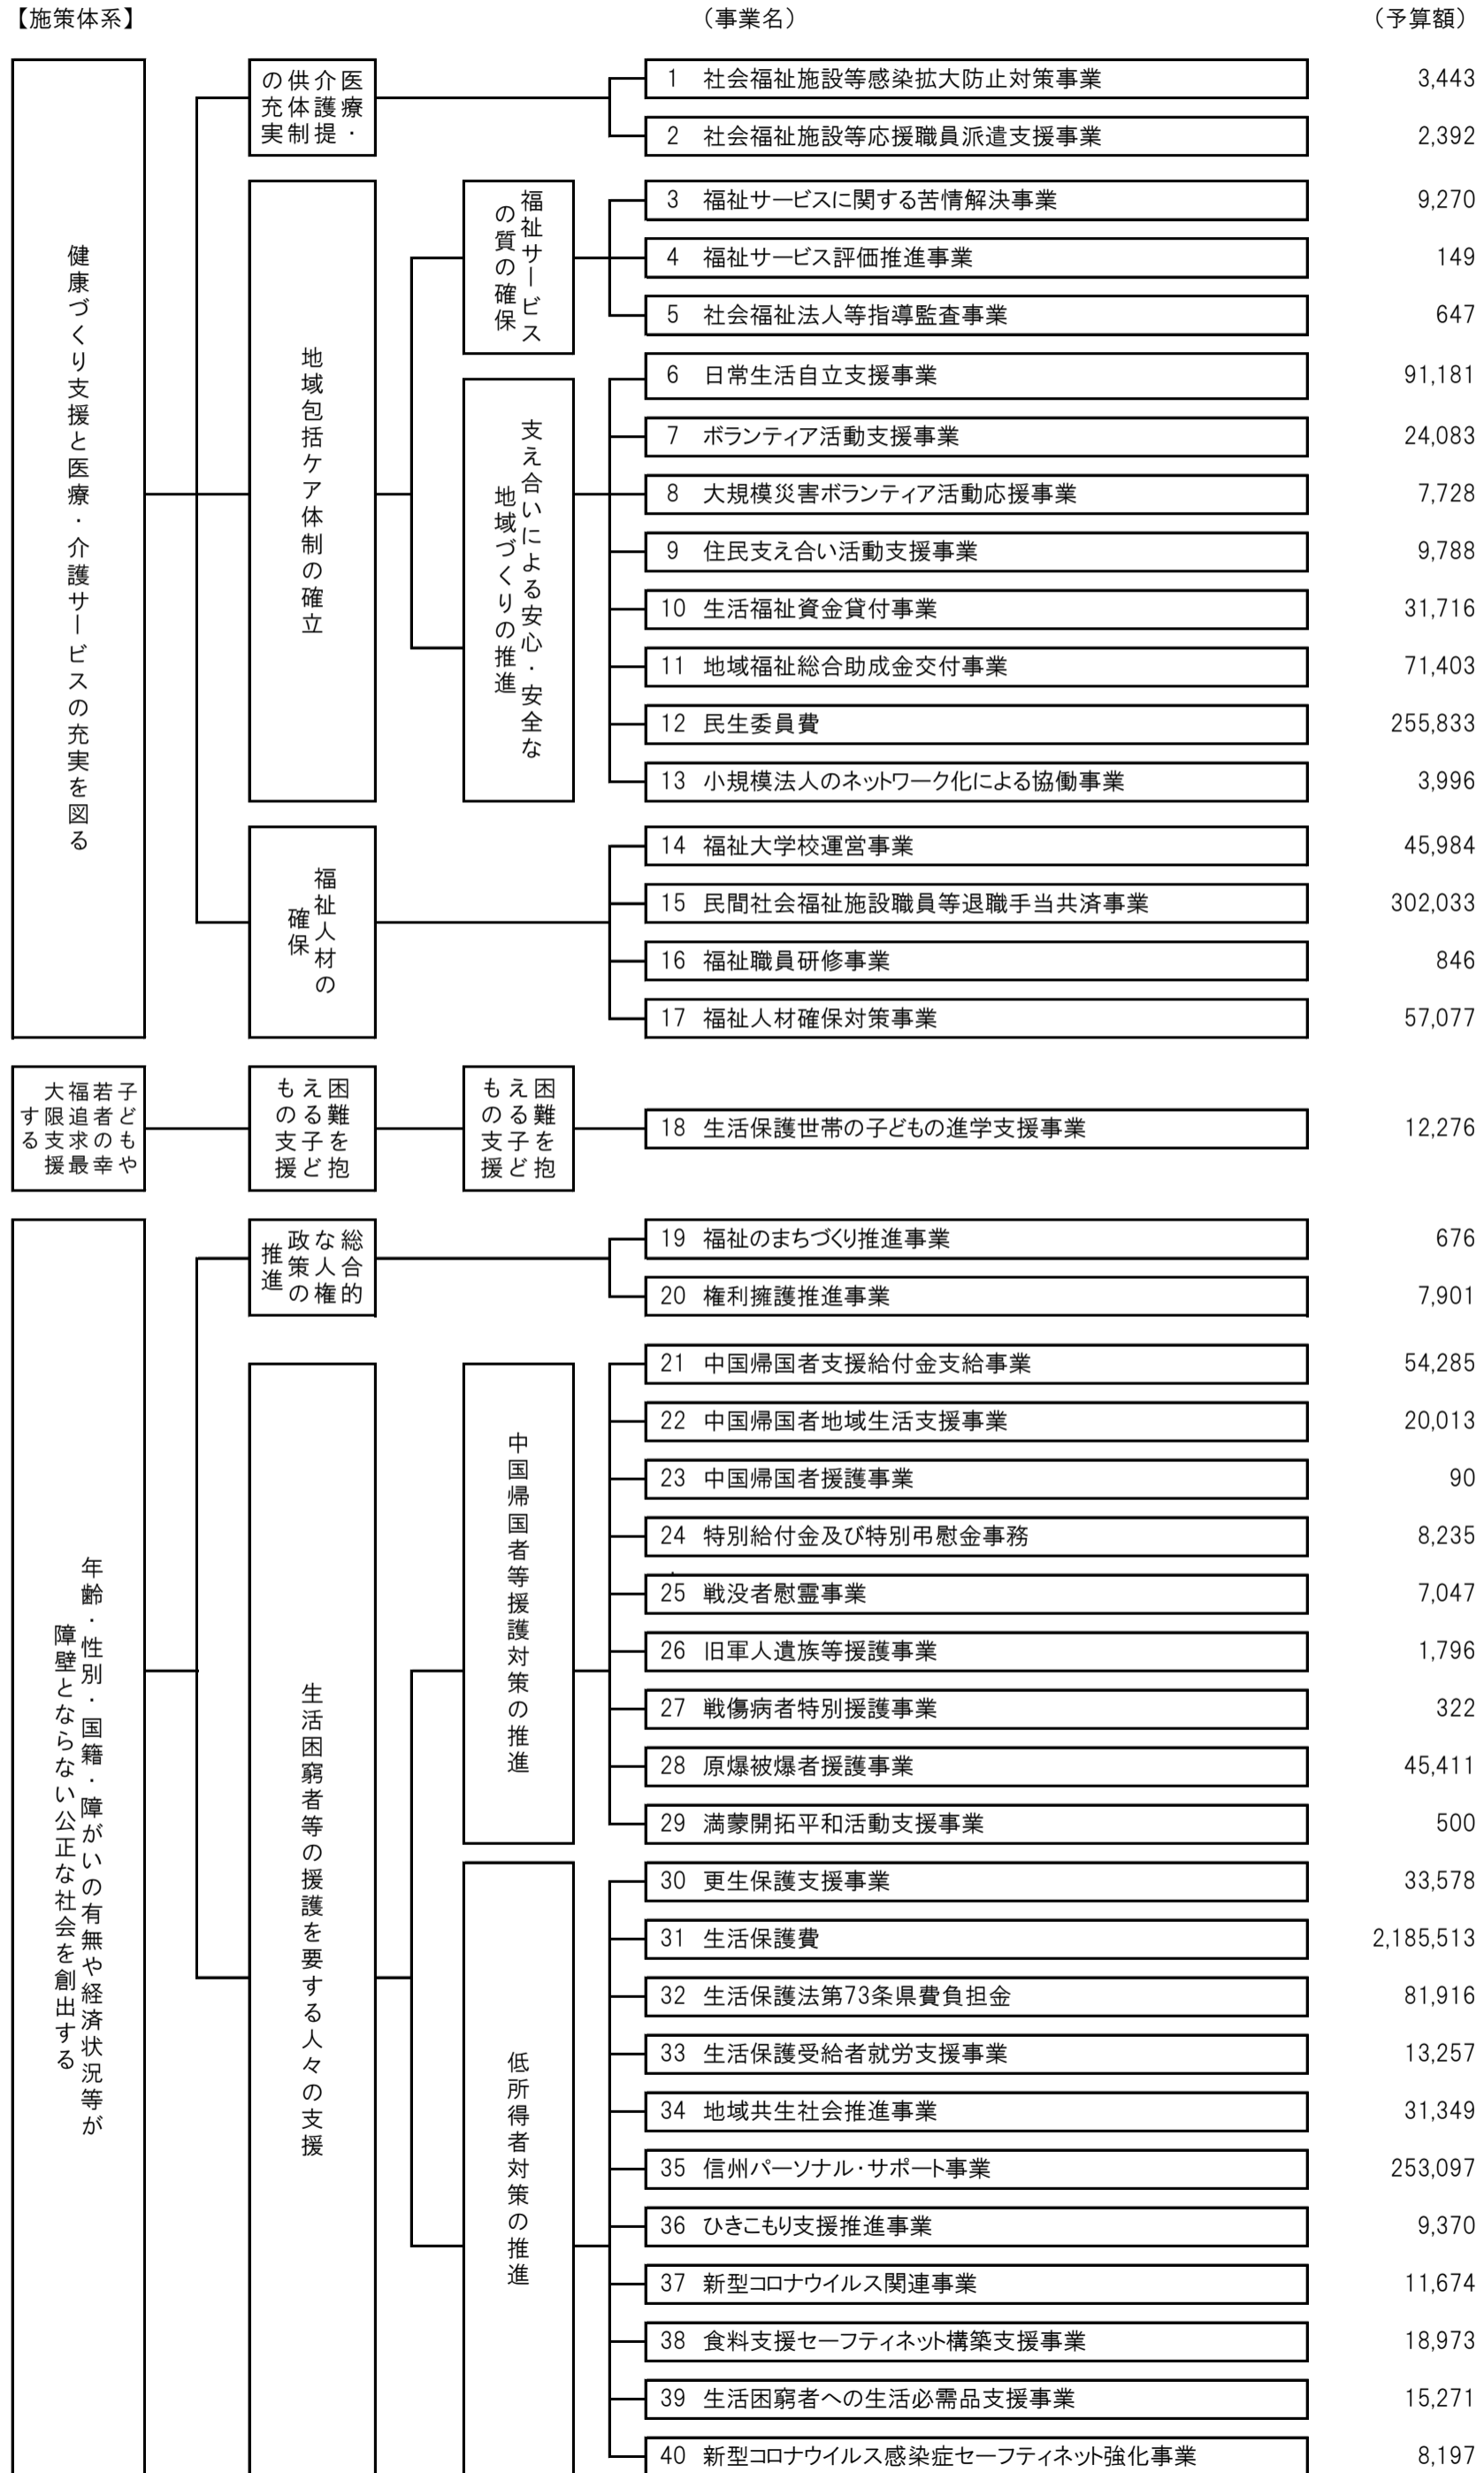 【施策体系】 （事業名） （予算額）
健康づくり支援と医療・介護サービスの充実を図る
医療・
介護提
供体制
の充実
1 社会福祉施設等感染拡大防止対策事業 3,443
2 社会福祉施設等応援職員派遣支援事業 2,392
地域包括ケア体制の確立
福祉サービス
の質の確保
3 福祉サービスに関する苦情解決事業 9,270
4 福祉サービス評価推進事業 149
5 社会福祉法人等指導監査事業 647
支え合いによる安心・安全な
地域づくりの推進
6 日常生活自立支援事業 91,181
7 ボランティア活動支援事業 24,083
8 大規模災害ボランティア活動応援事業 7,728
9 住民支え合い活動支援事業 9,788
10 生活福祉資金貸付事業 31,716
11 地域福祉総合助成金交付事業 71,403
12 民生委員費 255,833
13 小規模法人のネットワーク化による協働事業 3,996
福祉人材の
確保
14 福祉大学校運営事業 45,984
15 民間社会福祉施設職員等退職手当共済事業 302,033
16 福祉職員研修事業 846
17 福祉人材確保対策事業 57,077
子どもや
若者の幸
福追求最
大限支援
する
困難を抱
える子ど
もの支援
困難を抱
える子ど
もの支援
18 生活保護世帯の子どもの進学支援事業 12,276
年齢・性別・国籍・障がいの有無や経済状況等が
障壁とならない公正な社会を創出する
総合的
な人権
政策の
推進
19 福祉のまちづくり推進事業 676
20 権利擁護推進事業 7,901
生活困窮者等の援護を要する人々の支援
中国帰国者等援護対策の推進
21 中国帰国者支援給付金支給事業 54,285
22 中国帰国者地域生活支援事業 20,013
23 中国帰国者援護事業 90
24 特別給付金及び特別弔慰金事務 8,235
25 戦没者慰霊事業 7,047
26 旧軍人遺族等援護事業 1,796
27 戦傷病者特別援護事業 322
28 原爆被爆者援護事業 45,411
29 満蒙開拓平和活動支援事業 500
低所得者対策の推進
30 更生保護支援事業 33,578
31 生活保護費 2,185,513
32 生活保護法第73条県費負担金 81,916
33 生活保護受給者就労支援事業 13,257
34 地域共生社会推進事業 31,349
35 信州パーソナル・サポート事業 253,097
36 ひきこもり支援推進事業 9,370
37 新型コロナウイルス関連事業 11,674
38 食料支援セーフティネット構築支援事業 18,973
39 生活困窮者への生活必需品支援事業 15,271
40 新型コロナウイルス感染症セーフティネット強化事業 8,197